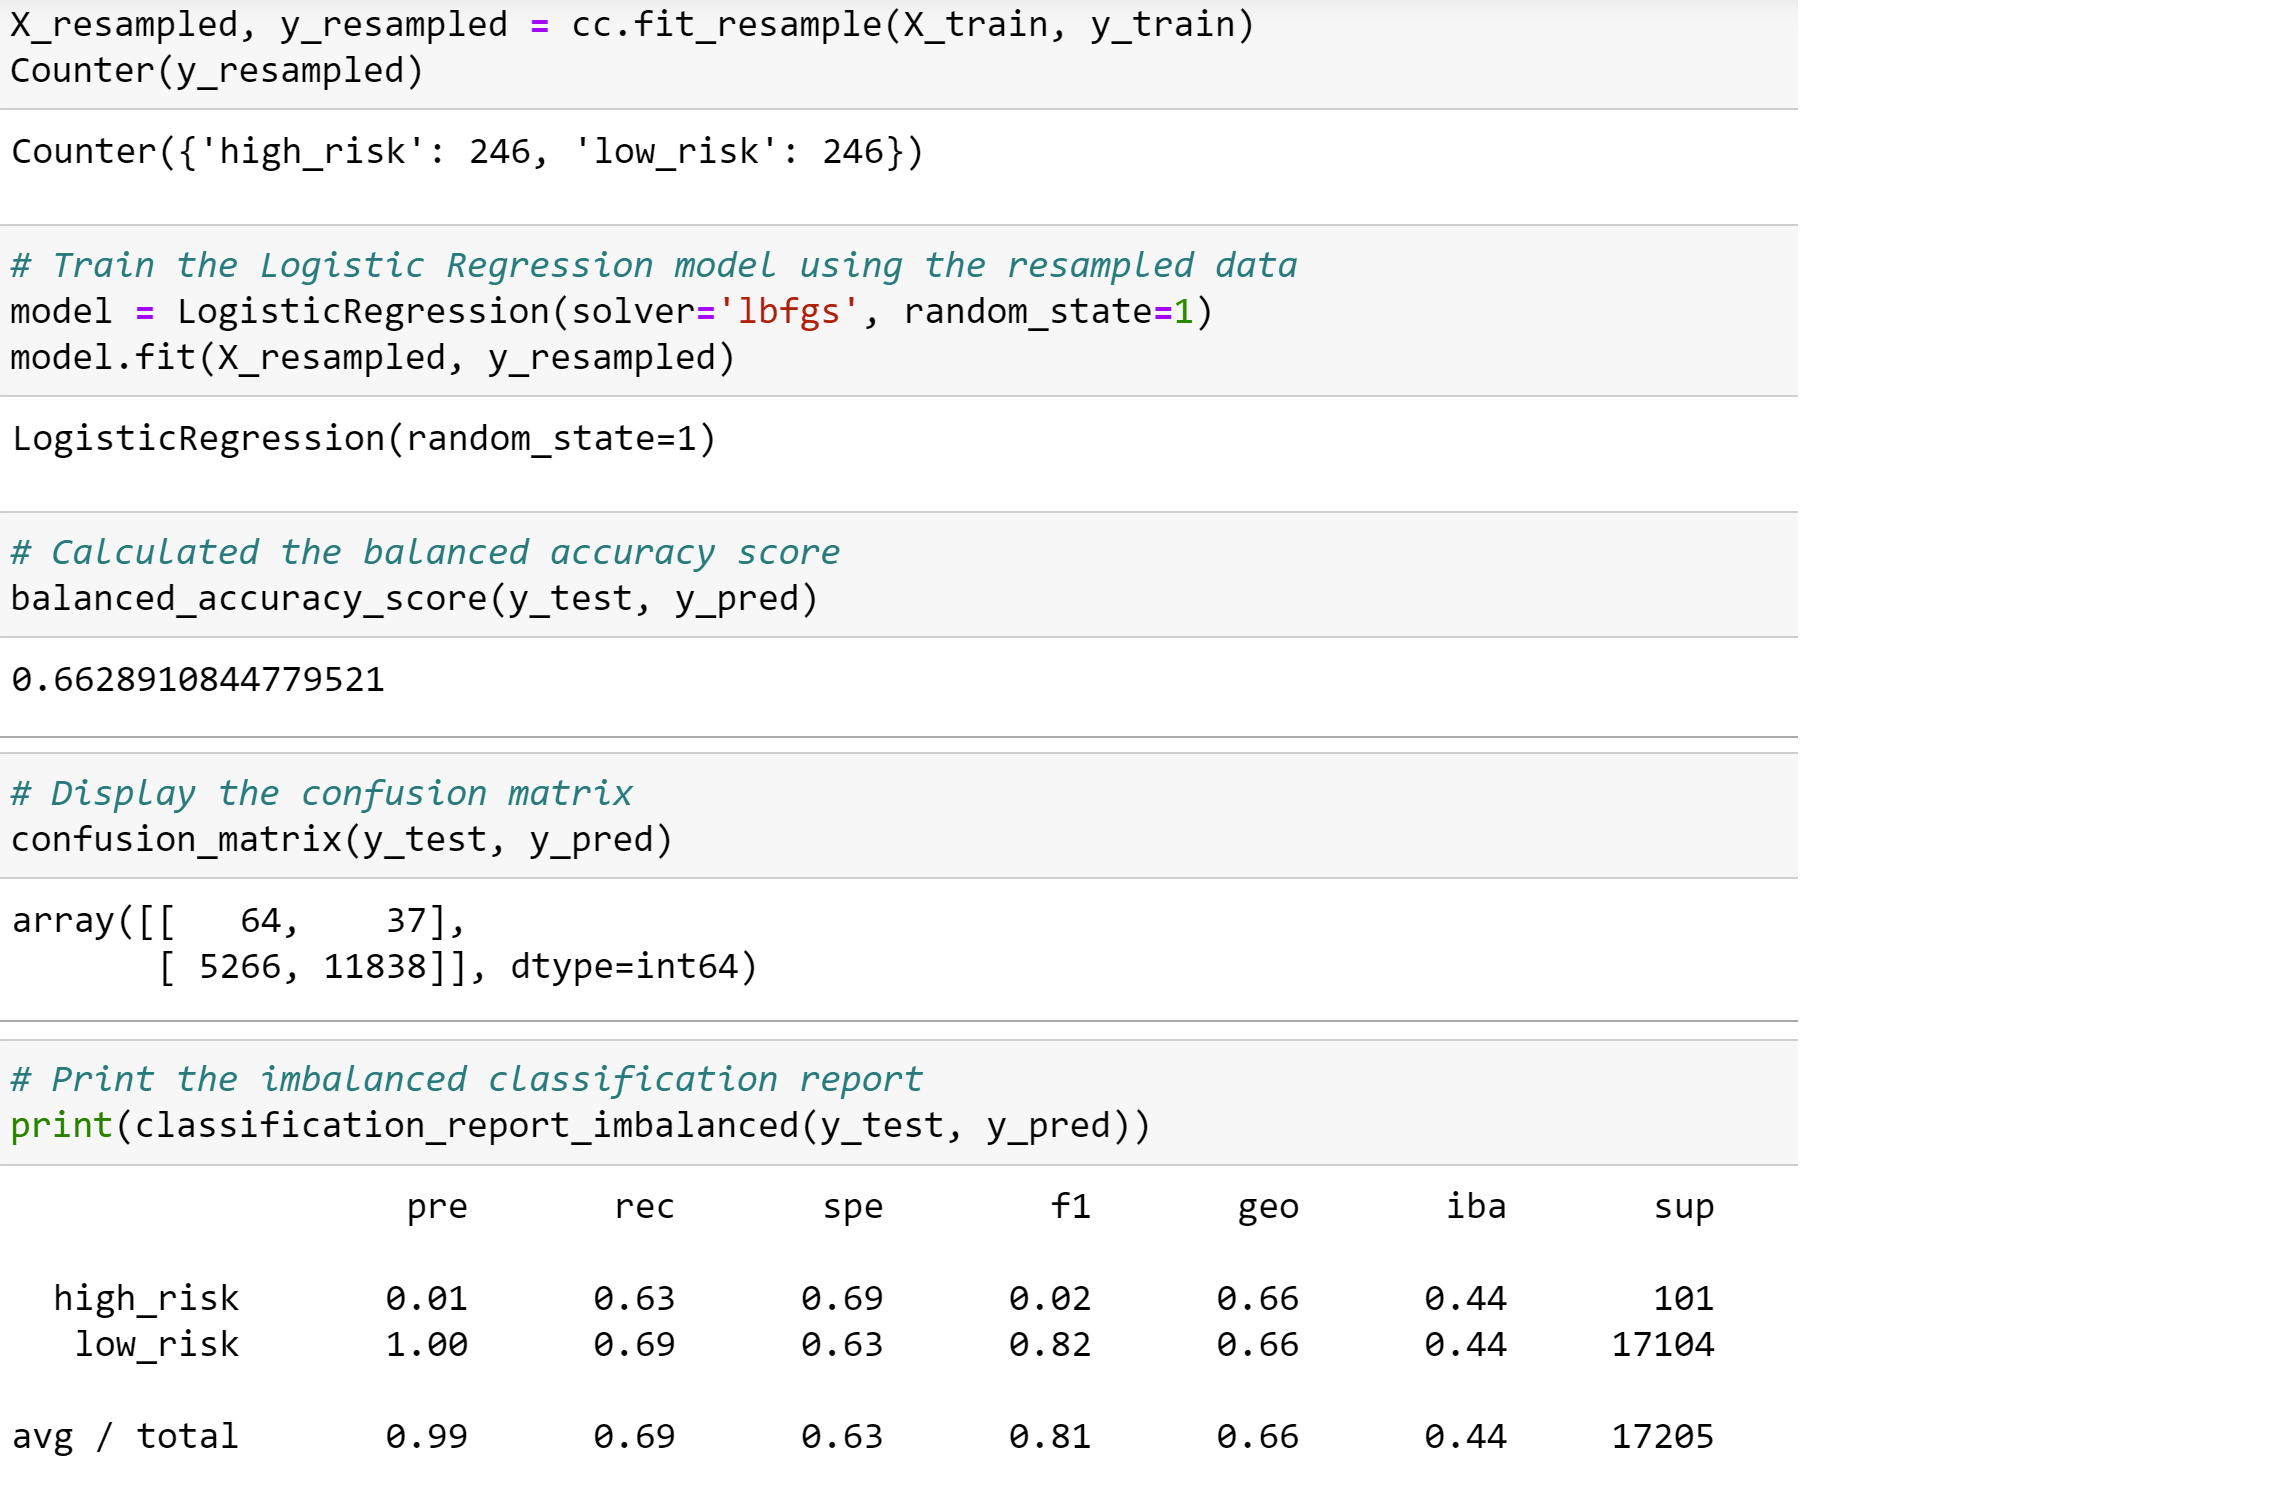 X_resampled, y_resampled = cc.fit_resample(X_train, y_train)
Counter(y_resampled)
Counter({'high_risk': 246, 'low_risk': 246})
# Train the Logistic Regression model using the resampled data
model = LogisticRegression(solver='lbfgs', random_state=1)
model.fit(X_resampled, y_resampled)
LogisticRegression(random_state=1)
# Calculated the balanced accuracy score
balanced_accuracy_score(y_test, y_pred)
0.6628910844779521
# Display the confusion matrix
confusion_matrix(y_test, y_pred)
array([[   64,    37],
       [ 5266, 11838]], dtype=int64)
# Print the imbalanced classification report
print(classification_report_imbalanced(y_test, y_pred))
                   pre       rec       spe        f1       geo       iba       sup
  high_risk       0.01      0.63      0.69      0.02      0.66      0.44       101
   low_risk       1.00      0.69      0.63      0.82      0.66      0.44     17104
avg / total       0.99      0.69      0.63      0.81      0.66      0.44     17205